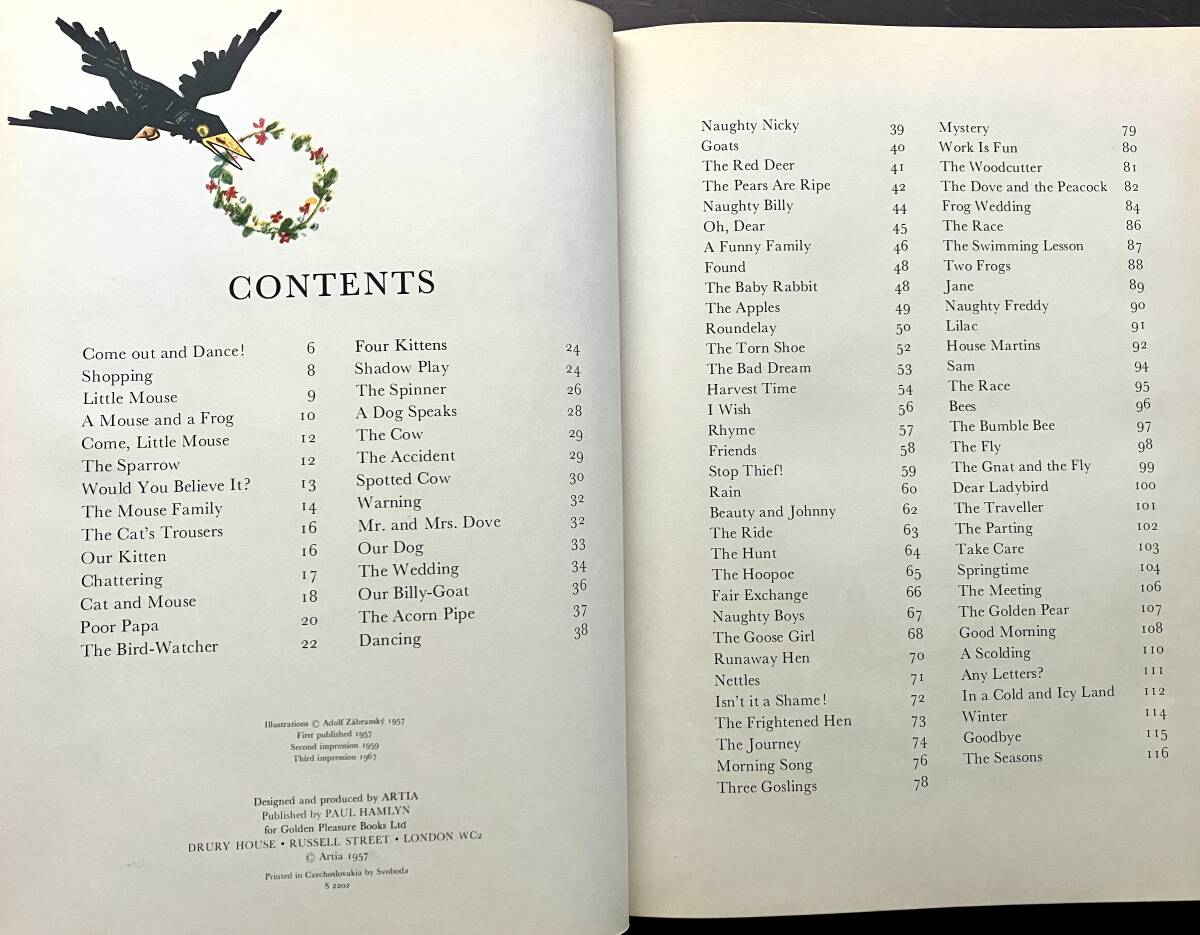 CONTENTS
Come out and Dance! 6
Shopping 8
Little Mouse 9
A Mouse and a Frog 10
Come, Little Mouse 12
The Sparrow 12
Would You Believe It? 13
The Mouse Family 14
The Cat's Trousers 16
Our Kitten 16
Chattering 17
Cat and Mouse 18
Poor Papa 20
The Bird-Watcher 22
Four Kittens 24
Shadow Play 24
The Spinner 26
A Dog Speaks 28
The Cow 29
The Accident 29
Spotted Cow 30
Warning 32
Mr. and Mrs. Dove 32
Our Dog 33
The Wedding 34
Our Billy-Goat 36
The Acorn Pipe 37
Dancing 38
Illustrations © Adolf Zábranský 1957
First published 1957
Second impression 1959
Third impression 1967
Designed and produced by ARTIA
Published by PAUL HAMLYN
for Golden Pleasure Books Ltd
DRURY HOUSE • RUSSELL STREET • LONDON WC2
© Artia 1957
Printed in Czechoslovakia by Svoboda
S 2202
Naughty Nicky 39
Goats 40
The Red Deer 41
The Pears Are Ripe 42
Naughty Billy 44
Oh, Dear 45
A Funny Family 46
Found 48
The Baby Rabbit 48
The Apples 49
Roundelay 50
The Torn Shoe 52
The Bad Dream 53
Harvest Time 54
I Wish 56
Rhyme 57
Friends 58
Stop Thief! 59
Rain 60
Beauty and Johnny 62
The Ride 63
The Hunt 64
The Hoopoe 65
Fair Exchange 66
Naughty Boys 67
The Goose Girl 68
Runaway Hen 70
Nettles 71
Isn't it a Shame! 72
The Frightened Hen 73
The Journey 74
Morning Song 76
Three Goslings 78
Mystery 79
Work Is Fun 80
The Woodcutter 81
The Dove and the Peacock 82
Frog Wedding 84
The Race 86
The Swimming Lesson 87
Two Frogs 88
Jane 89
Naughty Freddy 90
Lilac 91
House Martins 92
Sam 94
The Race 95
Bees 96
The Bumble Bee 97
The Fly 98
The Gnat and the Fly 99
Dear Ladybird 100
The Traveller 101
The Parting 102
Take Care 103
Springtime 104
The Meeting 106
The Golden Pear 107
Good Morning 108
A Scolding 110
Any Letters? 111
In a Cold and Icy Land 112
Winter 114
Goodbye 115
The Seasons 116